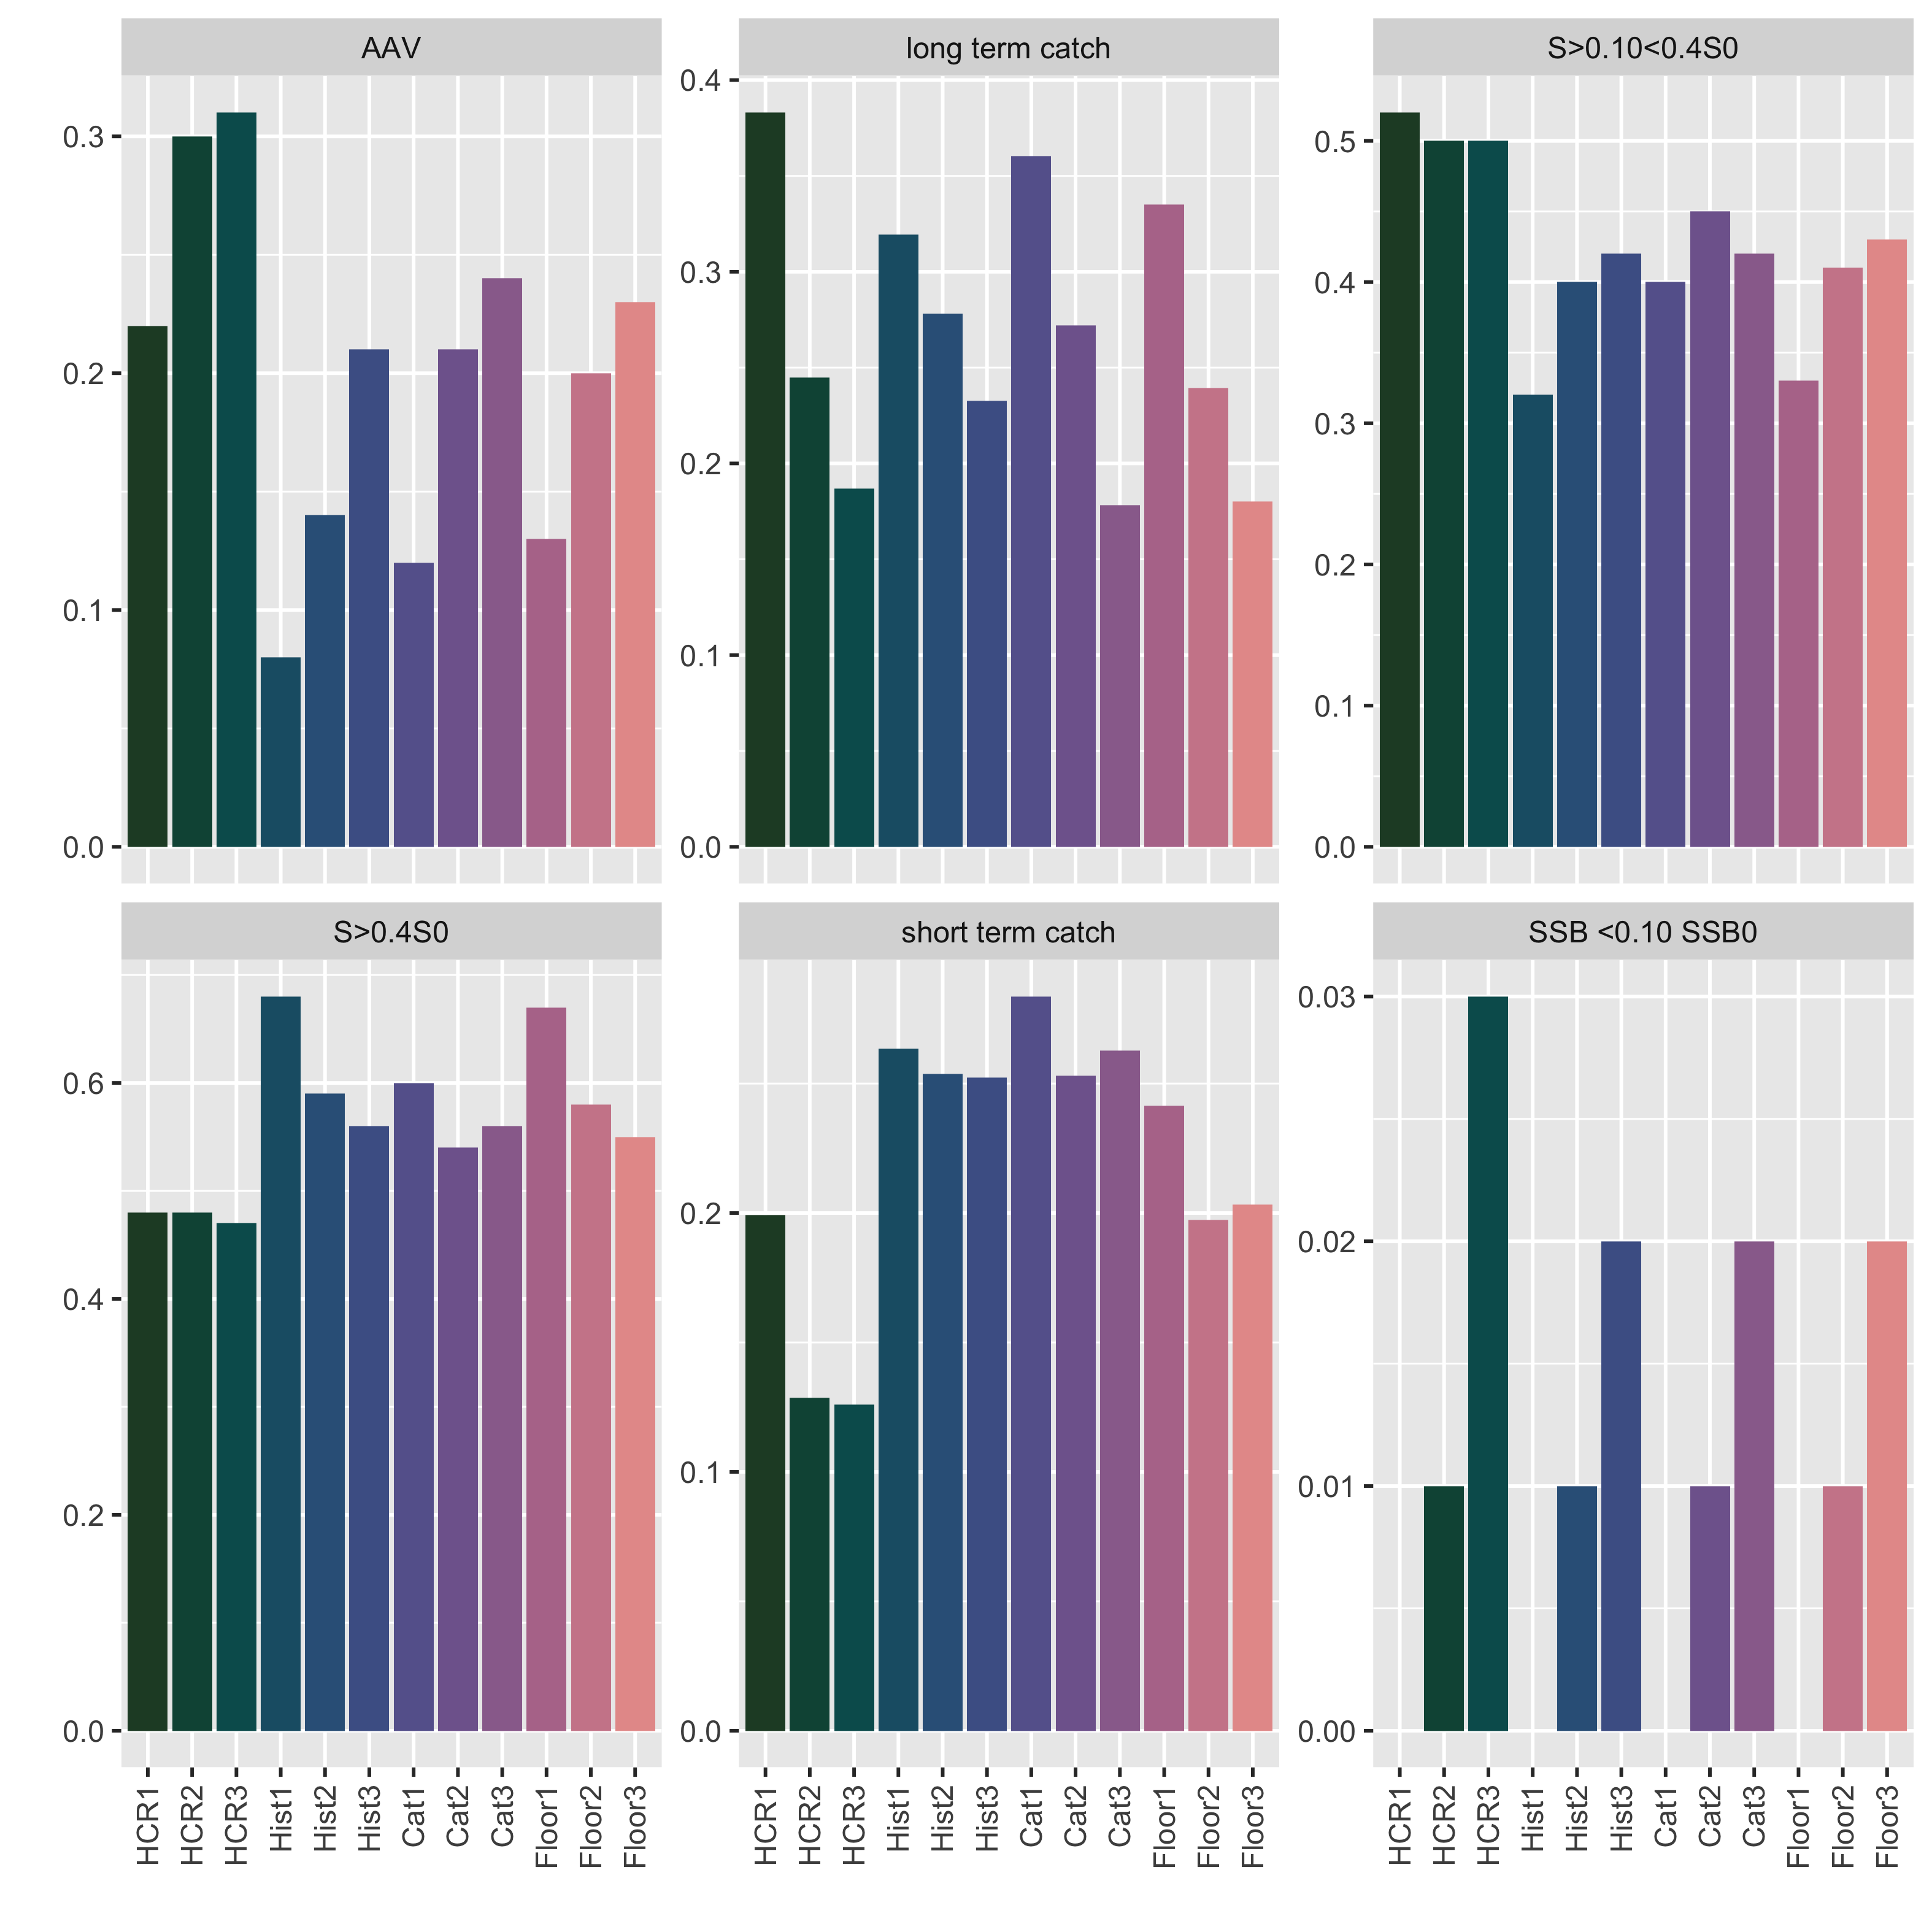 AAV
long term catch
S>0.10<0.4S0
0.3
0.2
0.1
0.0
0.4
0.3
0.2
0.1
0.0
0.5
0.4
0.3
0.2
0.1
0.0
S>0.4S0
short term catch
SSB <0.10 SSB0
0.6
0.4
0.2
0.0
0.2
0.1
0.0
0.03
0.02
0.01
0.00
HCR1
HCR2
HCR3
Hist1
Hist2
Hist3
Cat1
Cat2
Cat3
Floor1
Floor2
Floor3
HCR1
HCR2
HCR3
Hist1
Hist2
Hist3
Cat1
Cat2
Cat3
Floor1
Floor2
Floor3
HCR1
HCR2
HCR3
Hist1
Hist2
Hist3
Cat1
Cat2
Cat3
Floor1
Floor2
Floor3